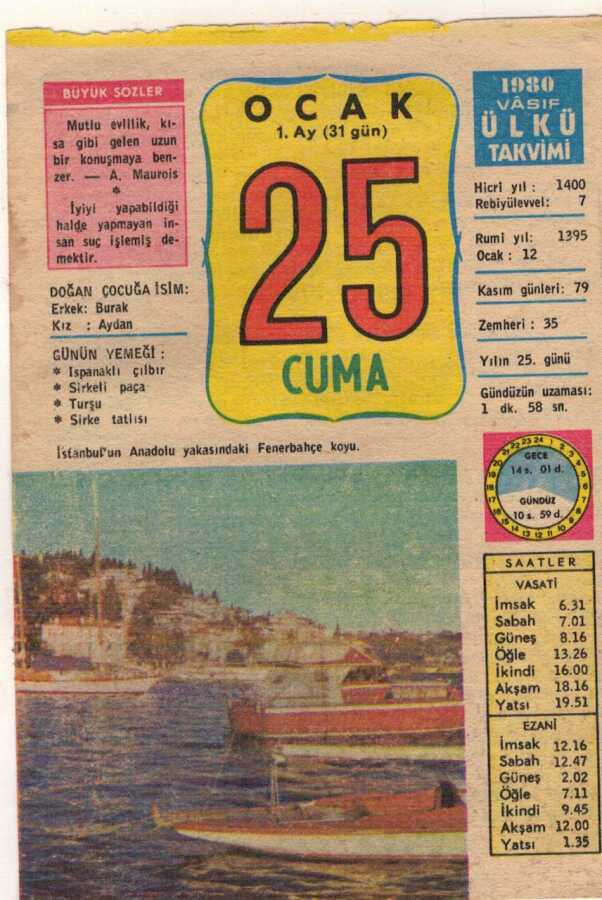 BÜYÜK SÖZLER
Mutlu evlilik, kı-
sa gibi gelen uzun
bir konuşmaya ben-
zer. — A. Maurois
*
İyiyi yapabildiği
halde yapmayan in-
san suç işlemiş de-
mektir.
DOĞAN ÇOCUĞA İSİM:
Erkek: Burak
Kız : Aydan
GÜNÜN YEMEĞİ :
* Ispanaklı çılbır
* Sirkeli paça
* Turşu
* Sirke tatlısı
OCAK
1. Ay (31 gün)
25
CUMA
1980
VÂSIF
ÜLKÜ
TAKVİMİ
Hicri yıl : 1400
Rebiyülevvel: 7
Rumi yıl: 1395
Ocak : 12
Kasım günleri: 79
Zemheri : 35
Yılın 25. günü
Gündüzün uzaması:
1 dk. 58 sn.
İstanbul'un Anadolu yakasındaki Fenerbahçe koyu.
GECE
14 s. 01 d.
GÜNDÜZ
10 s. 59 d.
SAATLER
VASATİ
İmsak 6.31
Sabah 7.01
Güneş 8.16
Öğle 13.26
İkindi 16.00
Akşam 18.16
Yatsı 19.51
EZANİ
İmsak 12.16
Sabah 12.47
Güneş 2.02
Öğle 7.11
İkindi 9.45
Akşam 12.00
Yatsı 1.35